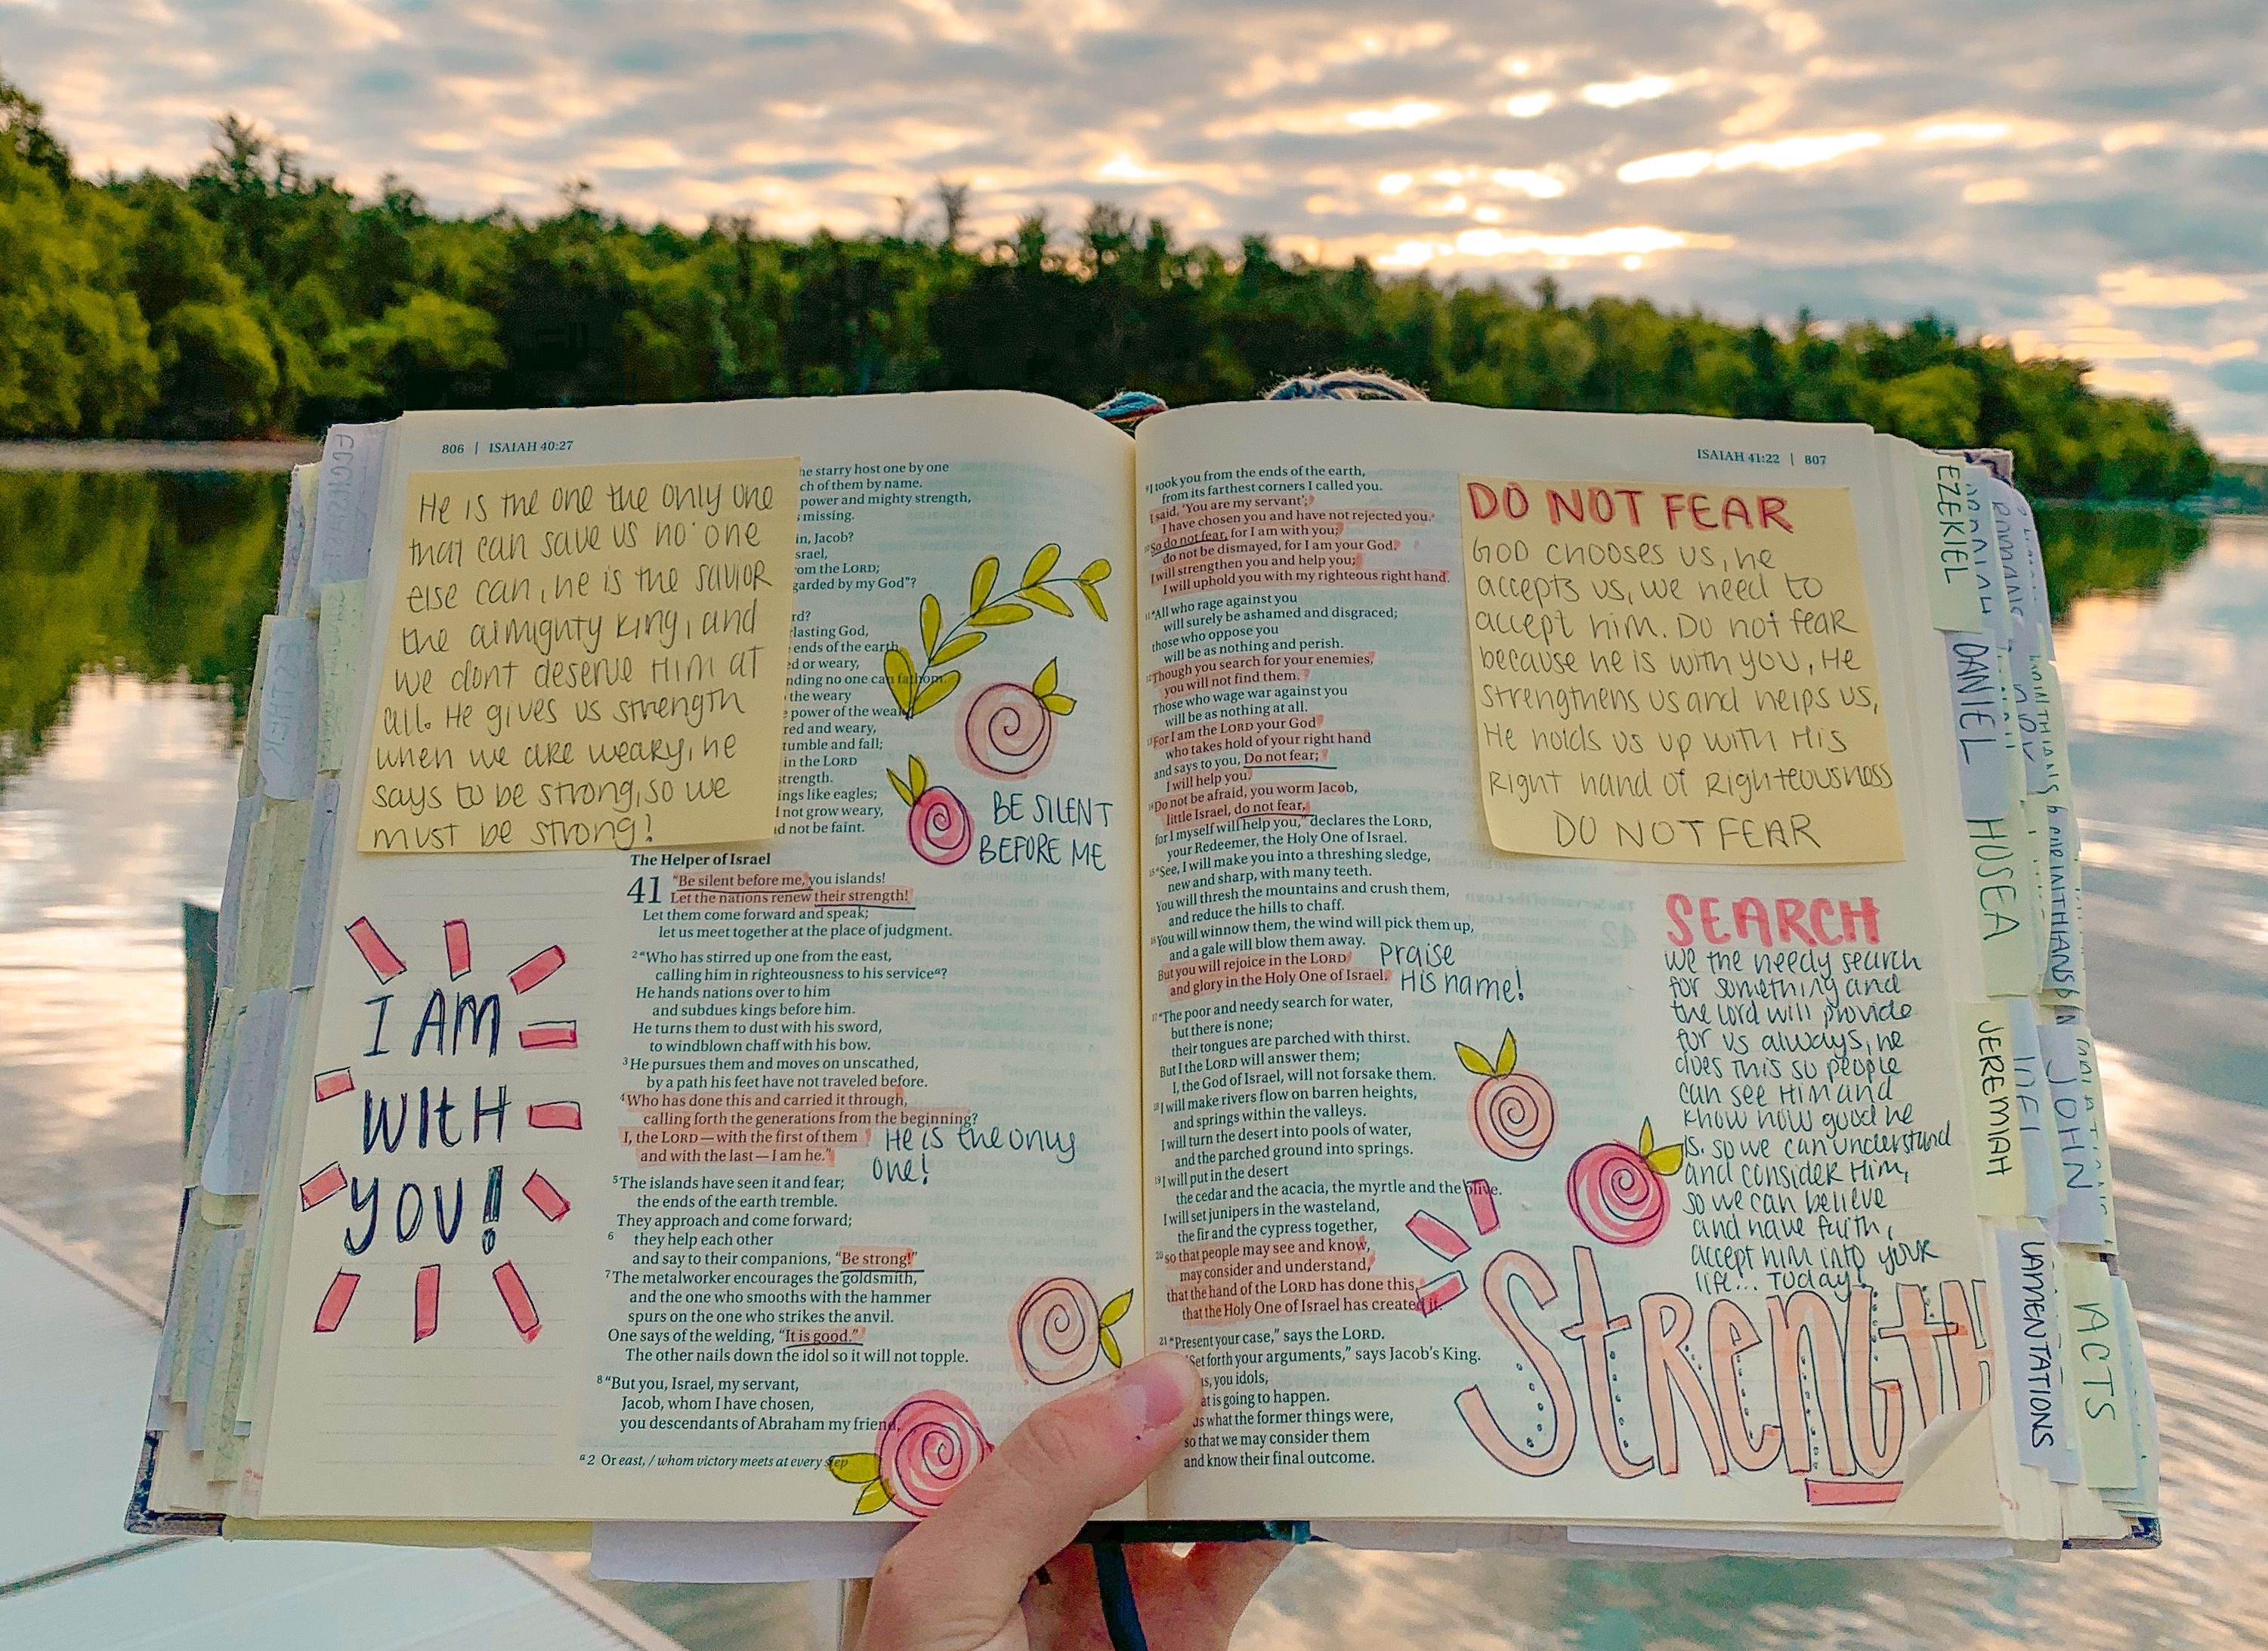 806 | ISAIAH 40:27
He is the one the only one
that can save us no one
else can, he is the savior
the almighty king, and
we dont deserve Him at
all. He gives us strength
when we are weary, he
says to be strong, so we
must be strong!
he starry host one by one
ch of them by name.
power and mighty strength,
s missing.
in, Jacob?
srael,
om the LORD;
garded by my God"?
rd?
lasting God,
ends of the earth.
ed or weary,
nding no one can fathom.
the weary
power of the weak.
red and weary,
tumble and fall;
in the LORD
strength.
ings like eagles;
not grow weary,
d not be faint.
BE SILENT
BEFORE ME
The Helper of Israel
41 "Be silent before me, you islands!
Let the nations renew their strength!
Let them come forward and speak;
let us meet together at the place of judgment.
2 "Who has stirred up one from the east,
calling him in righteousness to his service a?
He hands nations over to him
and subdues kings before him.
He turns them to dust with his sword,
to windblown chaff with his bow.
3 He pursues them and moves on unscathed,
by a path his feet have not traveled before.
4 Who has done this and carried it through,
calling forth the generations from the beginning?
I, the LORD—with the first of them
and with the last—I am he."
He is the only
one!
5 The islands have seen it and fear;
the ends of the earth tremble.
They approach and come forward;
6 they help each other
and say to their companions, "Be strong!"
7 The metalworker encourages the goldsmith,
and the one who smooths with the hammer
spurs on the one who strikes the anvil.
One says of the welding, "It is good."
The other nails down the idol so it will not topple.
8 "But you, Israel, my servant,
Jacob, whom I have chosen,
you descendants of Abraham my friend,
a 2 Or east, / whom victory meets at every step
I AM
WITH
YOU!
ISAIAH 41:22 | 807
9 I took you from the ends of the earth,
from its farthest corners I called you.
I said, 'You are my servant';
I have chosen you and have not rejected you.
10 So do not fear, for I am with you;
do not be dismayed, for I am your God.
I will strengthen you and help you;
I will uphold you with my righteous right hand.
11 "All who rage against you
will surely be ashamed and disgraced;
those who oppose you
will be as nothing and perish.
12 Though you search for your enemies,
you will not find them.
Those who wage war against you
will be as nothing at all.
13 For I am the LORD your God
who takes hold of your right hand
and says to you, Do not fear;
I will help you.
14 Do not be afraid, you worm Jacob,
little Israel, do not fear,
for I myself will help you," declares the LORD,
your Redeemer, the Holy One of Israel.
15 "See, I will make you into a threshing sledge,
new and sharp, with many teeth.
You will thresh the mountains and crush them,
and reduce the hills to chaff.
16 You will winnow them, the wind will pick them up,
and a gale will blow them away.
But you will rejoice in the LORD
and glory in the Holy One of Israel.
Praise
His name!
17 "The poor and needy search for water,
but there is none;
their tongues are parched with thirst.
But I the LORD will answer them;
I, the God of Israel, will not forsake them.
18 I will make rivers flow on barren heights,
and springs within the valleys.
I will turn the desert into pools of water,
and the parched ground into springs.
19 I will put in the desert
the cedar and the acacia, the myrtle and the olive.
I will set junipers in the wasteland,
the fir and the cypress together,
20 so that people may see and know,
may consider and understand,
that the hand of the LORD has done this,
that the Holy One of Israel has created it.
21 "Present your case," says the LORD.
"Set forth your arguments," says Jacob's King.
s, you idols,
at is going to happen.
us what the former things were,
so that we may consider them
and know their final outcome.
DO NOT FEAR
GOD chooses us, he
accepts us, we need to
accept him. Do not fear
because he is with you, He
strengthens us and helps us,
He holds us up with His
Right hand of Righteousness
DO NOT FEAR
SEARCH
we the needy search
for something and
the Lord will provide
for us always, he
does this so people
can see Him and
know how good he
is. so we can understand
and consider Him,
so we can believe
and have faith,
accept him into your
life... Today!
STRENGTH
EZEKIEL
DANIEL
HOSEA
JEREMIAH
LAMENTATIONS
JOEL
JOHN
ACTS